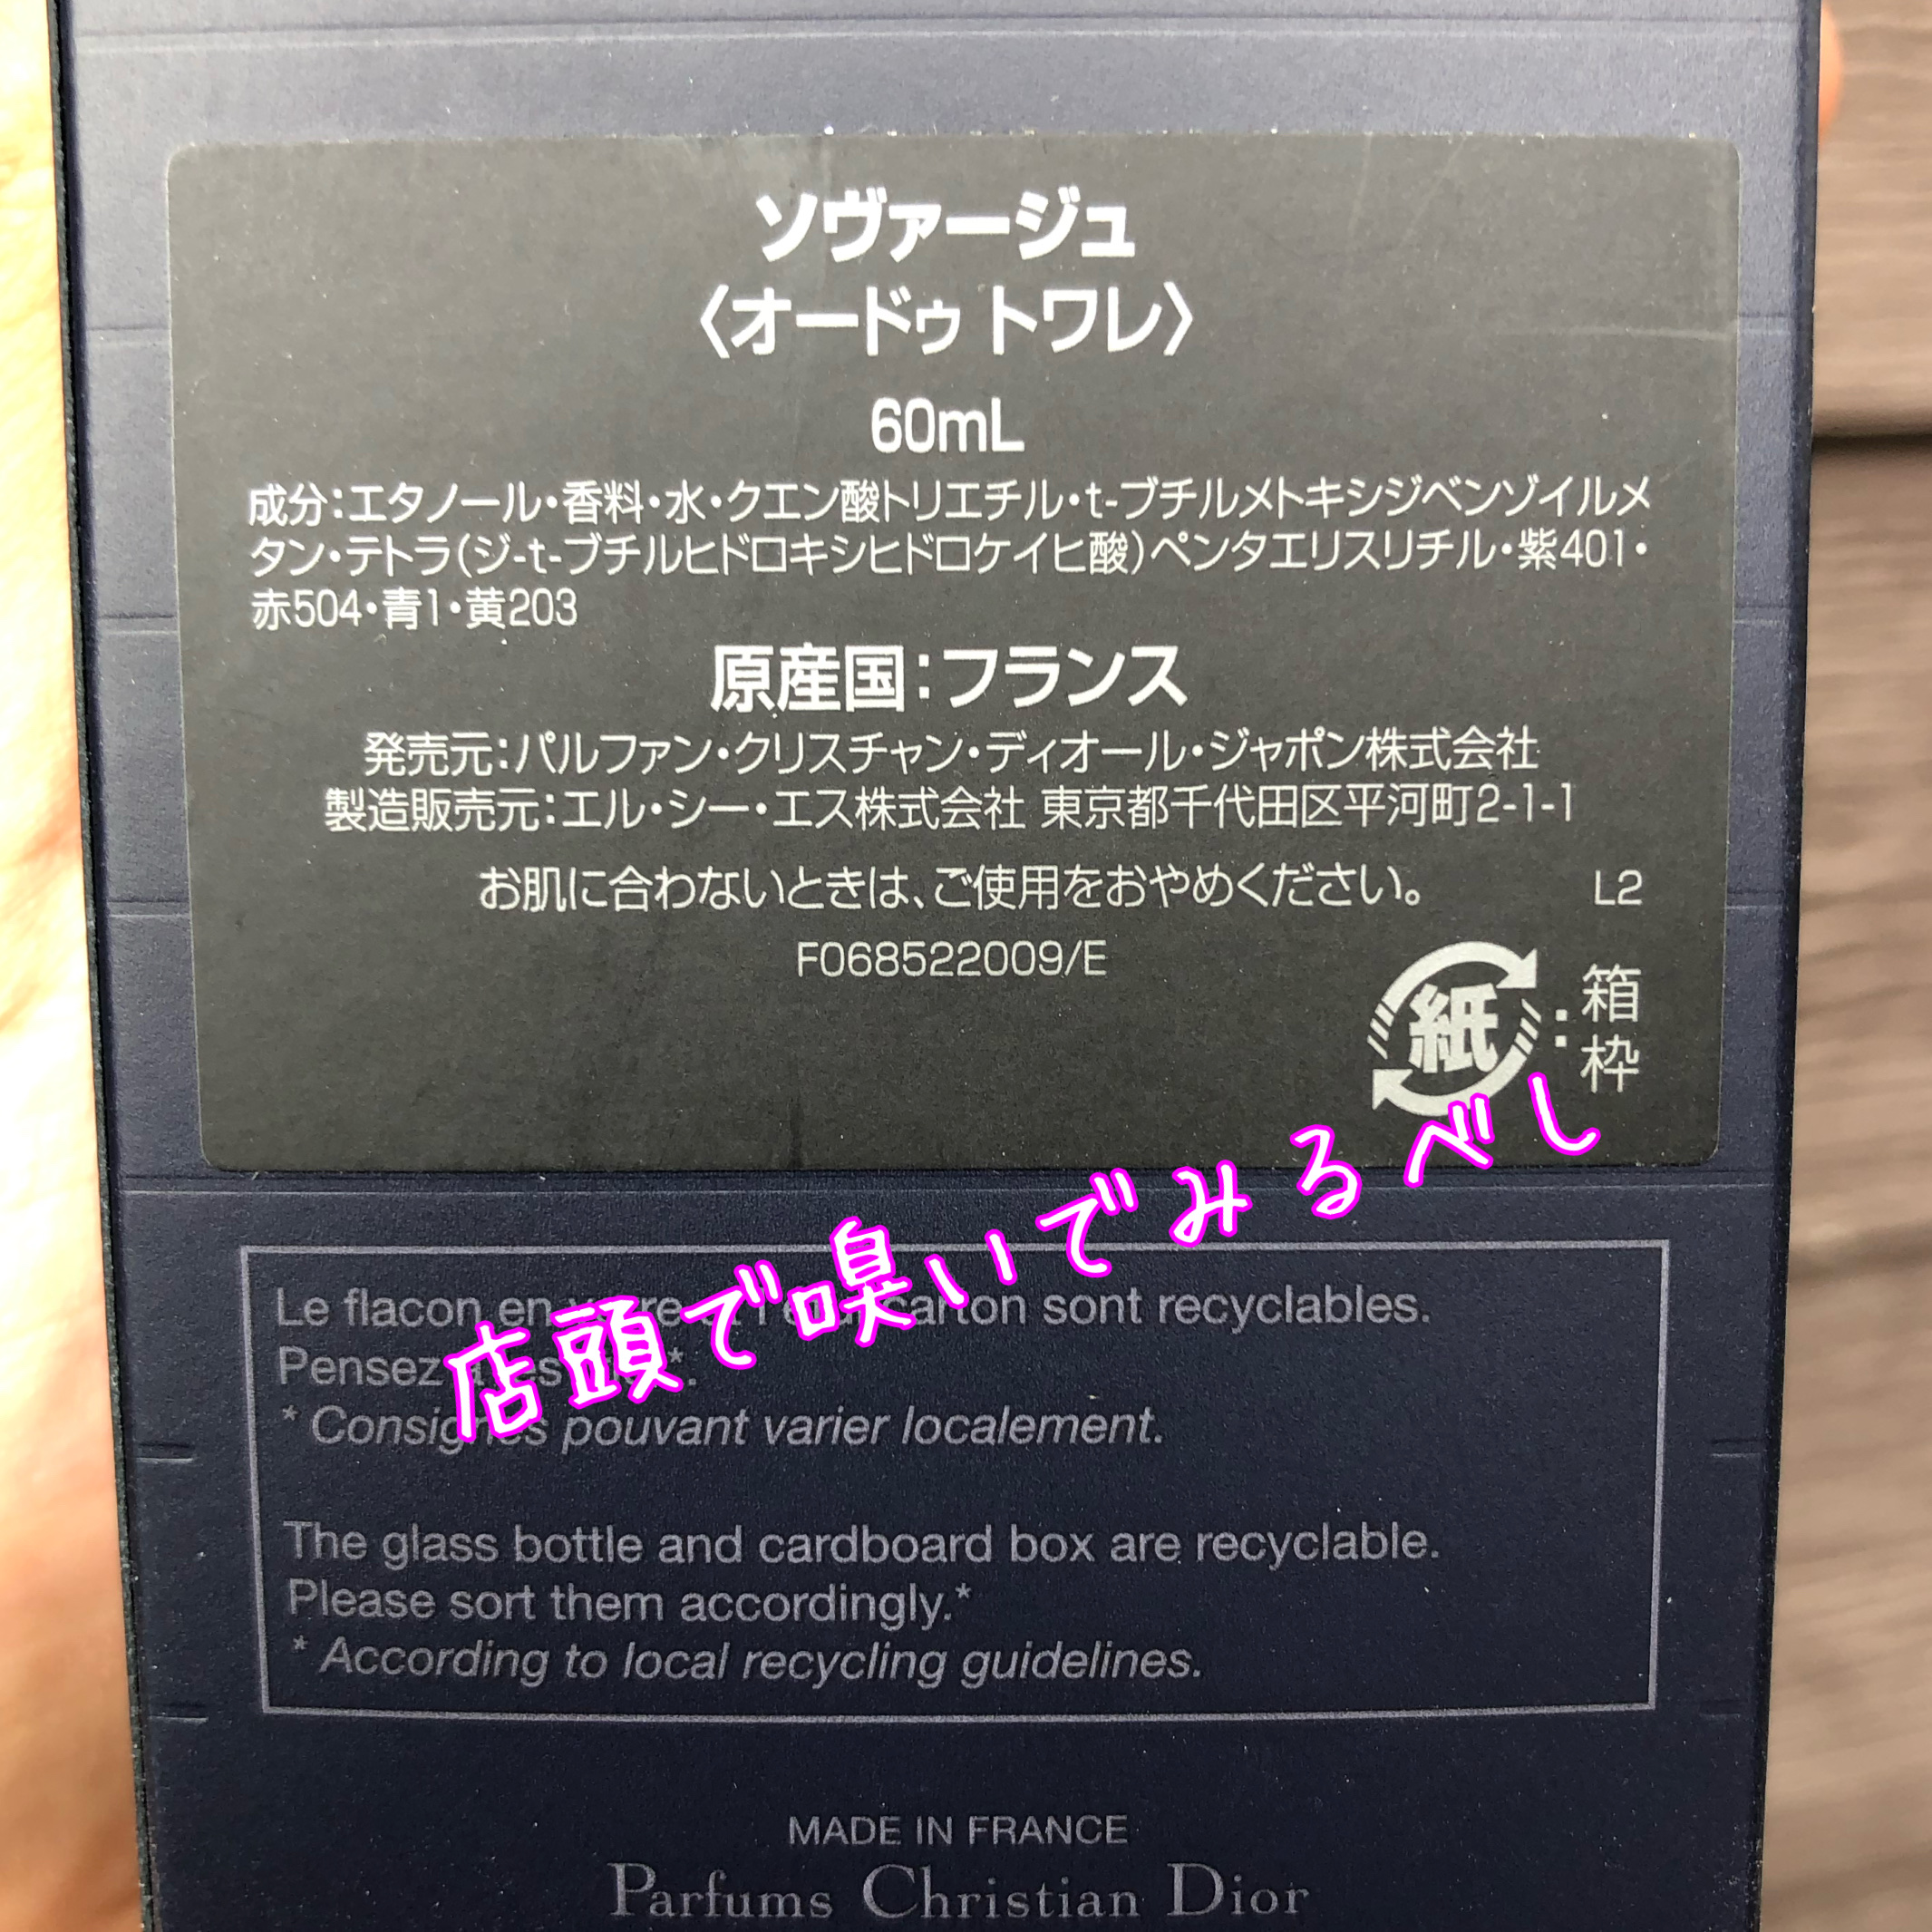 ソヴァージュ
〈オードゥ トワレ〉
60mL
成分：エタノール・香料・水・クエン酸トリエチル・t-ブチルメトキシジベンゾイルメ
タン・テトラ(ジ-t-ブチルヒドロキシヒドロケイヒ酸)ペンタエリスリチル・紫401・
赤504・青1・黄203
原産国：フランス
発売元：パルファン・クリスチャン・ディオール・ジャポン株式会社
製造販売元：エル・シー・エス株式会社 東京都千代田区平河町2-1-1
お肌に合わないときは、ご使用をおやめください。 L2
F068522009/E
紙：箱
枠
店頭で嗅いでみるべし
Le flacon en carton sont recyclables.
Pensez
* Consignes pouvant varier localement.
The glass bottle and cardboard box are recyclable.
Please sort them accordingly.*
* According to local recycling guidelines.
MADE IN FRANCE
Parfums Christian Dior